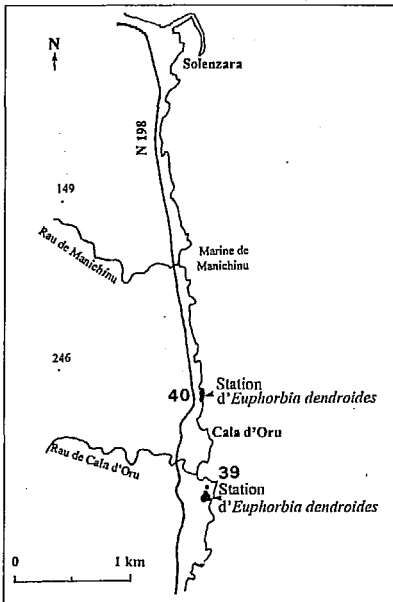 N
Solenzara
N 198
149
Rau de Manichinu
Marine de
Manichinu
246
40
Station
d'Euphorbia dendroides
Cala d'Oru
Rau de Cala d'Oru
39
Station
d'Euphorbia dendroides
0
1 km